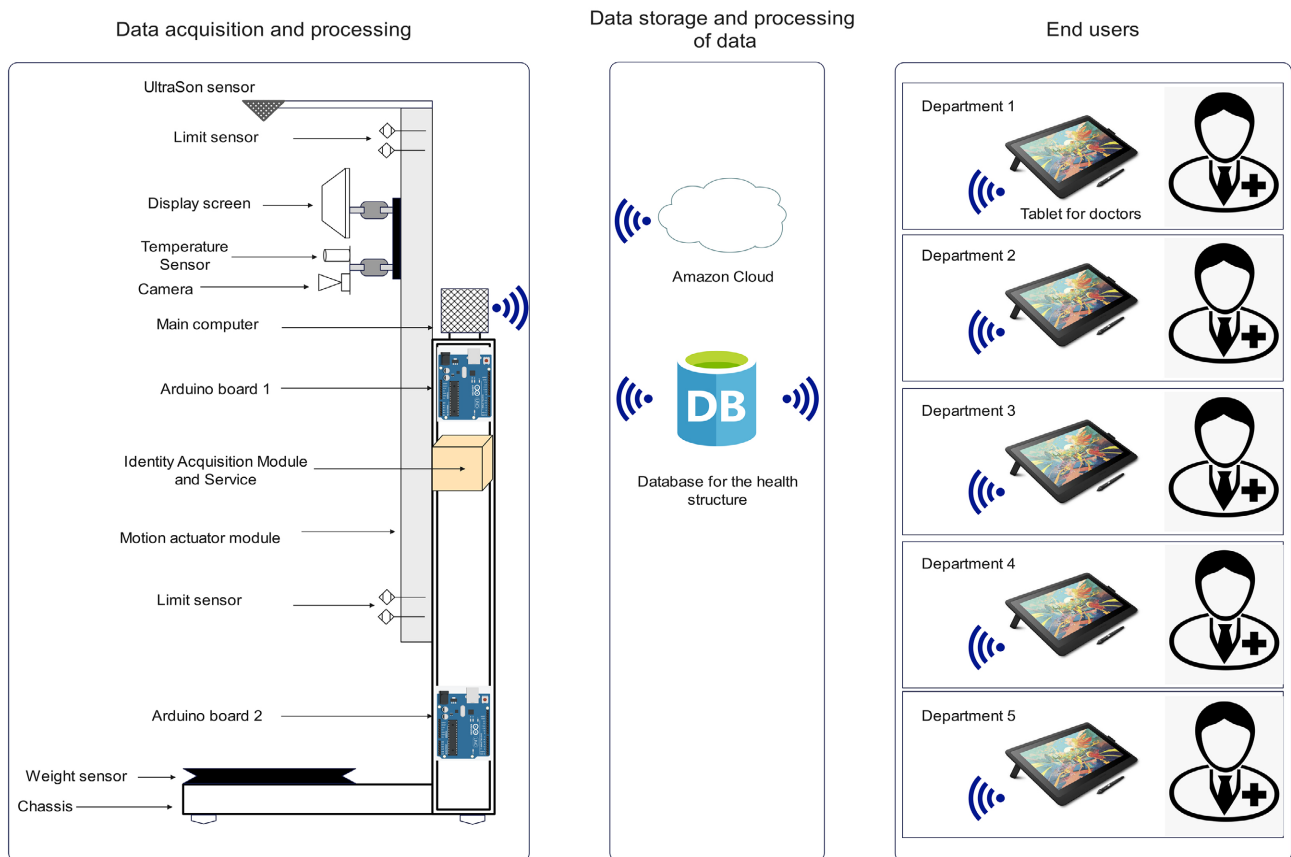 Data acquisition and processing
Data storage and processing
of data
End users
UltraSon sensor
Limit sensor
Display screen
Temperature
Sensor
Camera
Main computer
Arduino board 1
Identity Acquisition Module
and Service
Motion actuator module
Limit sensor
Arduino board 2
Weight sensor
Chassis
Amazon Cloud
DB
Database for the health
structure
Department 1
Tablet for doctors
Department 2
Department 3
Department 4
Department 5